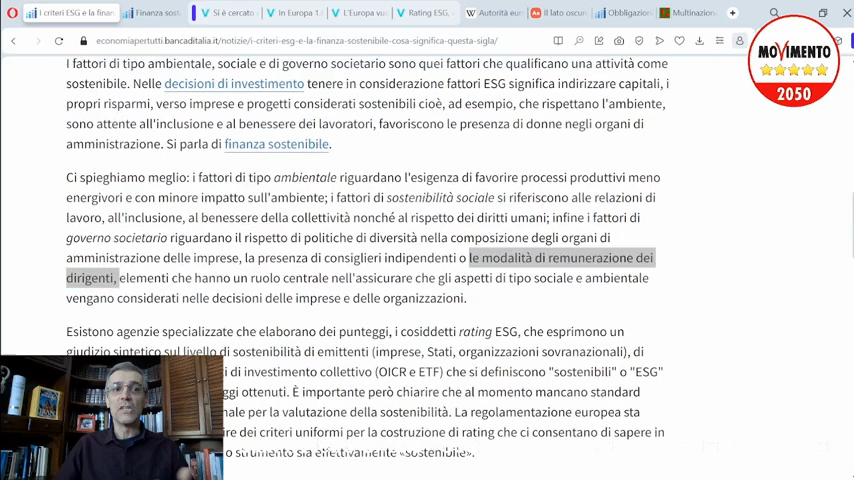 I criteri ESG e la finan
Finanza sost
Si è cercato
In Europa 1.
L'Europa vu
Rating ESG,
Autorità eur
Il lato oscur
Obbligazion
Multinazion
economiapertutti.bancaditalia.it/notizie/i-criteri-esg-e-la-finanza-sostenibile-cosa-significa-questa-sigla/
MOVIMENTO
2050
I fattori di tipo ambientale, sociale e di governo societario sono quei fattori che qualificano una attività come
sostenibile. Nelle decisioni di investimento tenere in considerazione fattori ESG significa indirizzare capitali, i
propri risparmi, verso imprese e progetti considerati sostenibili cioè, ad esempio, che rispettano l'ambiente,
sono attente all'inclusione e al benessere dei lavoratori, favoriscono le presenza di donne negli organi di
amministrazione. Si parla di finanza sostenibile.
Ci spieghiamo meglio: i fattori di tipo ambientale riguardano l'esigenza di favorire processi produttivi meno
energivori e con minore impatto sull'ambiente; i fattori di sostenibilità sociale si riferiscono alle relazioni di
lavoro, all'inclusione, al benessere della collettività nonché al rispetto dei diritti umani; infine i fattori di
governo societario riguardano il rispetto di politiche di diversità nella composizione degli organi di
amministrazione delle imprese, la presenza di consiglieri indipendenti o le modalità di remunerazione dei
dirigenti, elementi che hanno un ruolo centrale nell'assicurare che gli aspetti di tipo sociale e ambientale
vengano considerati nelle decisioni delle imprese e delle organizzazioni.
Esistono agenzie specializzate che elaborano dei punteggi, i cosiddetti rating ESG, che esprimono un
giudizio sintetico sul livello di sostenibilità di emittenti (imprese, Stati, organizzazioni sovranazionali), di
di investimento collettivo (OICR e ETF) che si definiscono "sostenibili" o "ESG"
ottenuti. È importante però chiarire che al momento mancano standard
per la valutazione della sostenibilità. La regolamentazione europea sta
dei criteri uniformi per la costruzione di rating che ci consentano di sapere in
o strumento sia effettivamente «sostenibile».